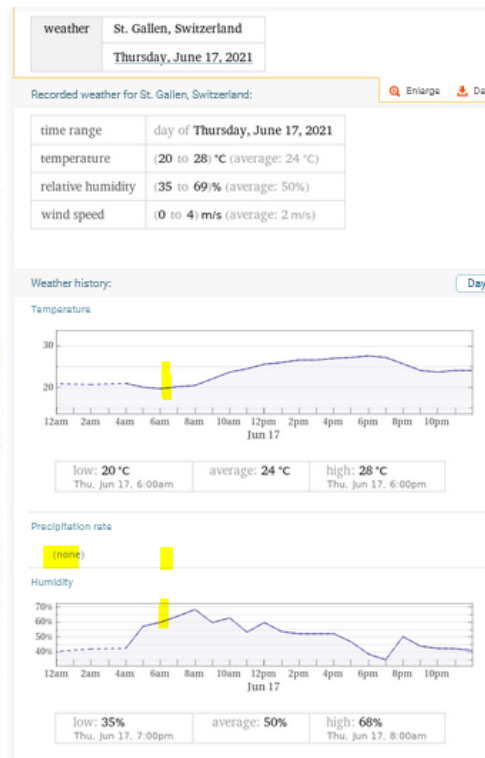 weather St. Gallen, Switzerland
Thursday, June 17, 2021
Recorded weather for St. Gallen, Switzerland:
Enlarge
time range day of Thursday, June 17, 2021
temperature (20 to 28) °C (average: 24 °C)
relative humidity (35 to 69)% (average: 50%)
wind speed (0 to 4) m/s (average: 2 m/s)
Weather history:
Day
Temperature
30
20
12am 2am 4am 6am 8am 10am 12pm 2pm 4pm 6pm 8pm 10pm
Jun 17
low: 20 °C average: 24 °C high: 28 °C
Thu, Jun 17, 6:00am Thu, Jun 17, 6:00pm
Precipitation rate
(none)
Humidity
70%
60%
50%
40%
12am 2am 4am 6am 8am 10am 12pm 2pm 4pm 6pm 8pm 10pm
Jun 17
low: 35% average: 50% high: 68%
Thu, Jun 17, 7:00pm Thu, Jun 17, 8:00am